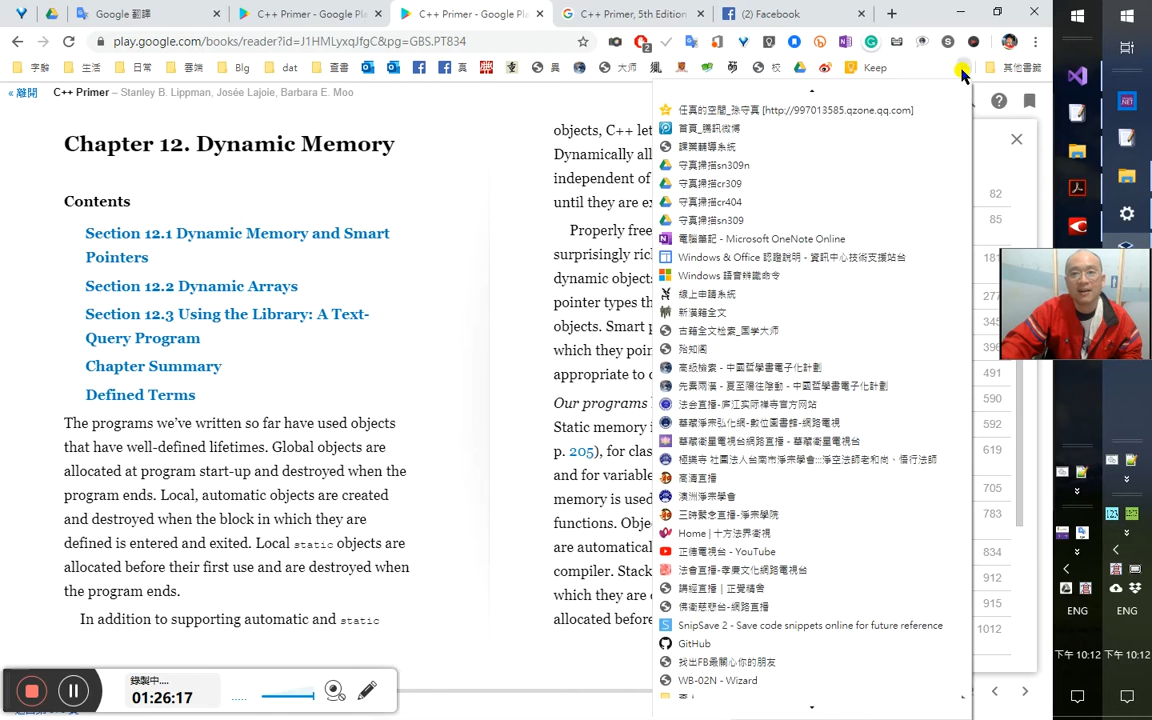 Google 翻譯
C++ Primer - Google Pl
C++ Primer - Google Pl
C++ Primer, 5th Edition
(2) Facebook
play.google.com/books/reader?id=J1HMLyxqJfgC&pg=GBS.PT834
字辭
生活
日常
雲端
Blg
dat
查書
真
異
大师
校
Keep
其他書籤
« 離開
C++ Primer – Stanley B. Lippman, Josée Lajoie, Barbara E. Moo
Chapter 12. Dynamic Memory
Contents
Section 12.1 Dynamic Memory and Smart
Pointers
Section 12.2 Dynamic Arrays
Section 12.3 Using the Library: A Text-
Query Program
Chapter Summary
Defined Terms
The programs we’ve written so far have used objects
that have well-defined lifetimes. Global objects are
allocated at program start-up and destroyed when the
program ends. Local, automatic objects are created
and destroyed when the block in which they are
defined is entered and exited. Local static objects are
allocated before their first use and are destroyed when
the program ends.
In addition to supporting automatic and static
objects, C++ let
Dynamically all
independent of
until they are ex
Properly free
surprisingly rich
dynamic objects
pointer types th
objects. Smart p
which they poin
appropriate to d
Our programs
Static memory i
p. 205), for clas
and for variable
memory is used
functions. Obje
are automatical
compiler. Stack
which they are
allocated before
任真的空間_孫守真 [http://997013585.qzone.qq.com]
首頁_騰訊微博
課業輔導系統
守真掃描sn309n
守真掃描cr309
守真掃描cr404
守真掃描sn309
電腦筆記 - Microsoft OneNote Online
Windows & Office 認證說明 - 資訊中心技術支援站台
Windows 語音辨識命令
線上申請系統
新漢籍全文
古籍全文检索_国学大师
殆知阁
高級檢索 - 中國哲學書電子化計劃
先秦兩漢 - 夏至陽往陰動 - 中國哲學書電子化計劃
法会直播-庐江实际禅寺官方网站
華藏淨宗弘化網-數位圖書館-網路電視
華藏衛星電視台網路直播 - 華藏衛星電視台
極樂寺 社團法人台南市淨宗學會:::淨空法師老和尚、悟行法師
高清直播
澳洲淨宗學會
三時繫念直播-淨宗學院
Home | 十方法界衛視
正德電視台 - YouTube
法會直播-孝廉文化網路電視台
講經直播 | 正覺精舍
佛衛慈悲台-網路直播
SnipSave 2 - Save code snippets online for future reference
GitHub
找出FB最關心你的朋友
WB-02N - Wizard
82
85
181
277
345
396
491
590
592
619
705
783
834
912
915
1012
錄製中...
01:26:17
ENG
ENG
下午 10:12
下午 10:12